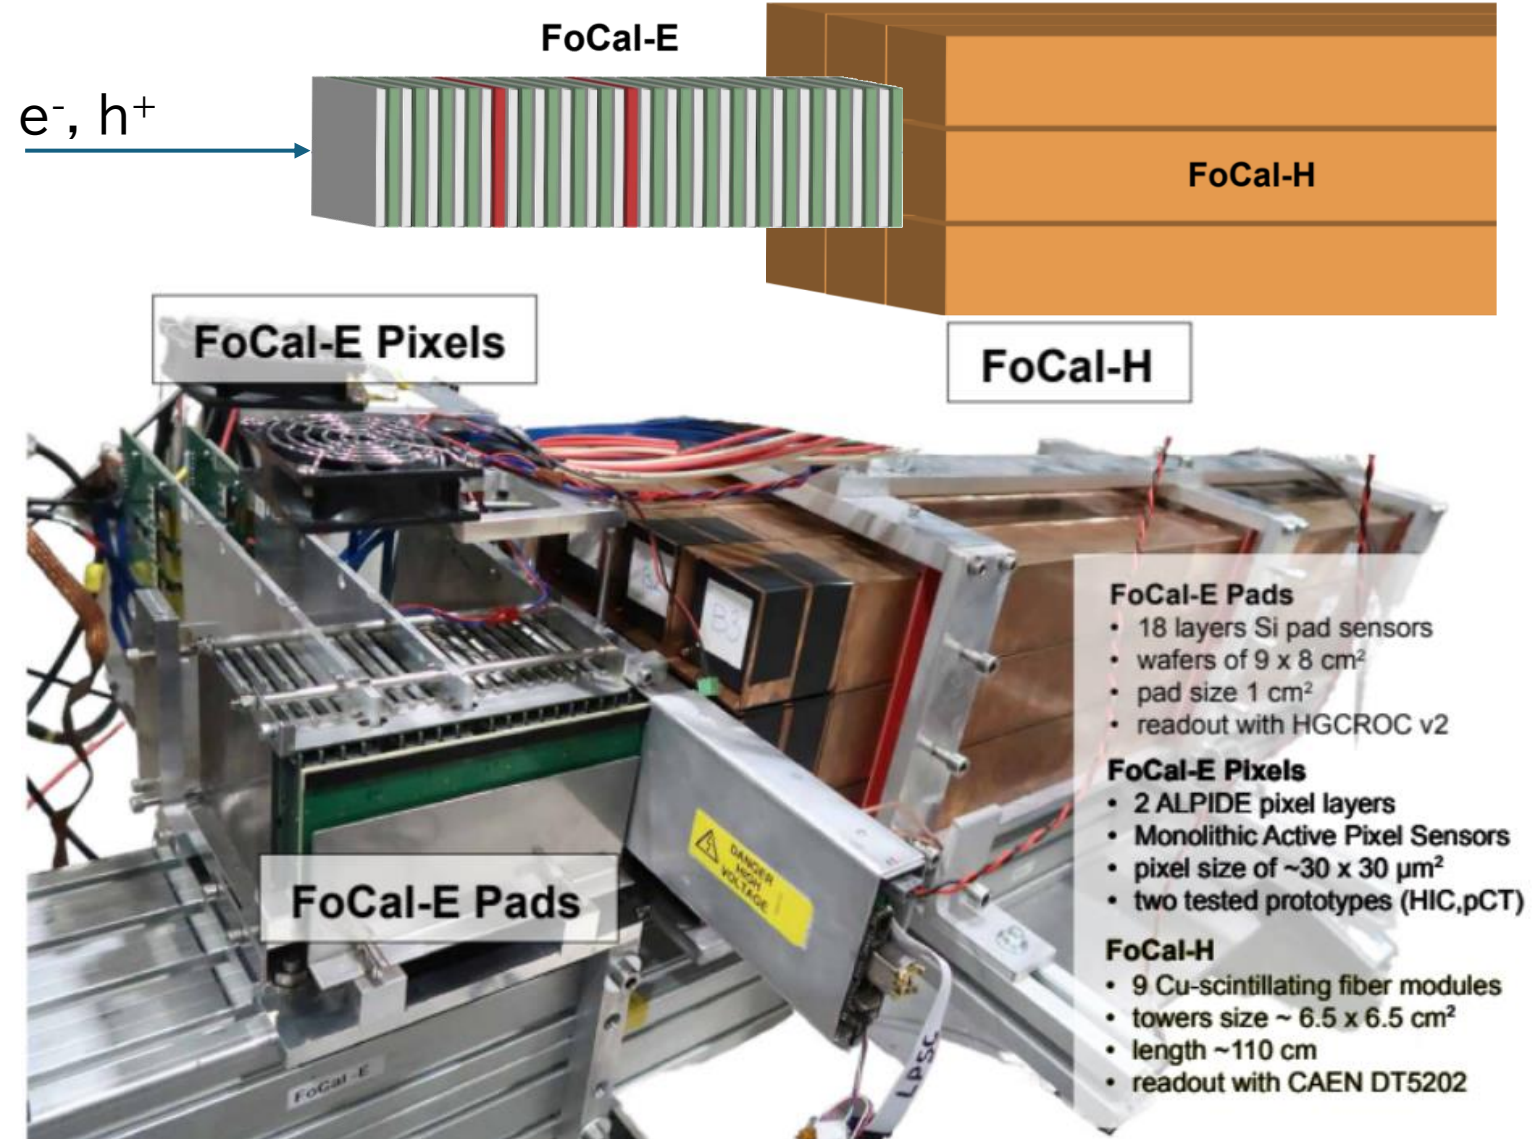 FoCal-E
e-, h+
FoCal-H
FoCal-E Pixels
FoCal-H
B3
FoCal-E Pads
• 18 layers Si pad sensors
• wafers of 9 x 8 cm²
• pad size 1 cm²
• readout with HGCROC v2
FoCal-E Pixels
• 2 ALPIDE pixel layers
• Monolithic Active Pixel Sensors
• pixel size of ~30 x 30 µm²
• two tested prototypes (HIC,pCT)
FoCal-H
• 9 Cu-scintillating fiber modules
• towers size ~ 6.5 x 6.5 cm²
• length ~110 cm
• readout with CAEN DT5202
DANGER
HIGH
VOLTAGE
FoCal-E Pads
LPSC
FoCal-E